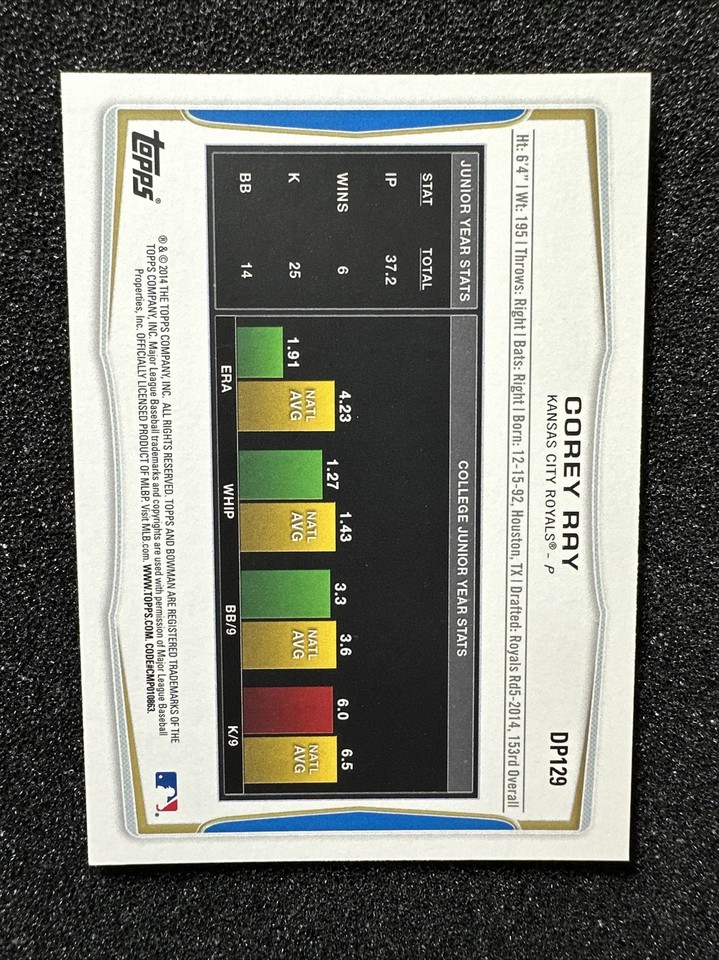 COREY RAY
KANSAS CITY ROYALS® - P
DP129
Ht: 6'4" | Wt: 195 | Throws: Right | Bats: Right | Born: 12-15-92, Houston, TX | Drafted: Royals Rd5-2014, 153rd Overall
JUNIOR YEAR STATS
STAT TOTAL
IP 37.2
WINS 6
K 25
BB 14
COLLEGE JUNIOR YEAR STATS
1.91
4.23
NATL
AVG
ERA
1.27
1.43
NATL
AVG
WHIP
3.3
3.6
NATL
AVG
BB/9
6.0
6.5
NATL
AVG
K/9
Topps®
® & © 2014 THE TOPPS COMPANY, INC. ALL RIGHTS RESERVED. TOPPS AND BOWMAN ARE REGISTERED TRADEMARKS OF THE
TOPPS COMPANY, INC. Major League Baseball trademarks and copyrights are used with permission of Major League Baseball
Properties, Inc. OFFICIALLY LICENSED PRODUCT OF MLBP. Visit MLB.com. WWW.TOPPS.COM. CODE#CMP010863.